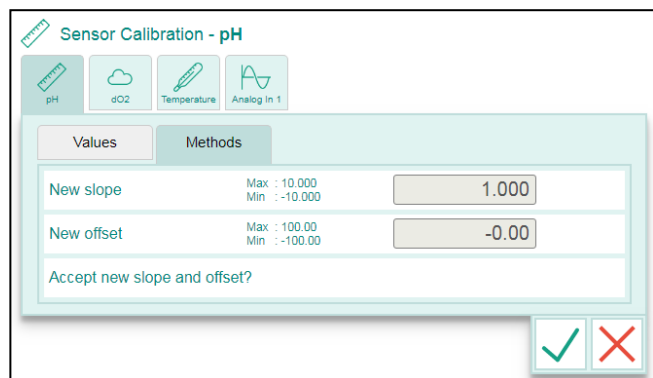 Sensor Calibration - pH
pH
dO2
Temperature
Analog In 1
Values
Methods
New slope
Max : 10.000
Min : -10.000
1.000
New offset
Max : 100.00
Min : -100.00
-0.00
Accept new slope and offset?